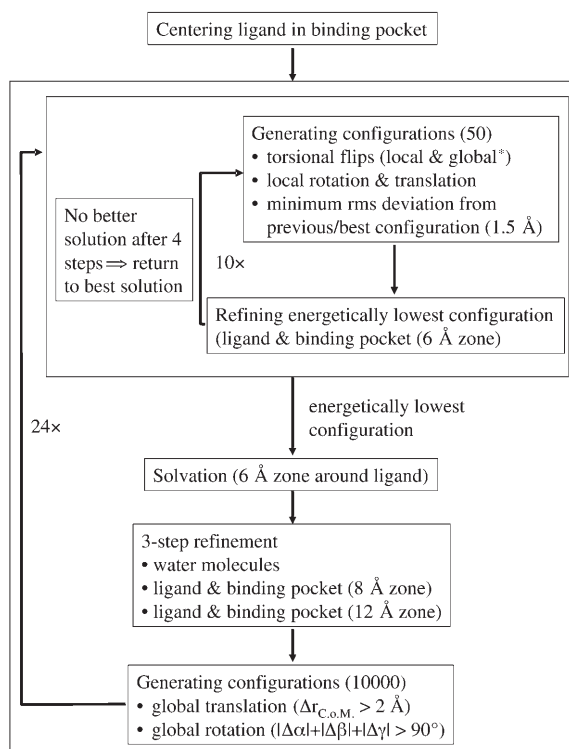 Centering ligand in binding pocket
Generating configurations (50)
• torsional flips (local & global*)
• local rotation & translation
• minimum rms deviation from
previous/best configuration (1.5 Å)
No better
solution after 4
steps ⟹ return
to best solution
10×
Refining energetically lowest configuration
(ligand & binding pocket (6 Å zone)
energetically lowest
configuration
24×
Solvation (6 Å zone around ligand)
3-step refinement
• water molecules
• ligand & binding pocket (8 Å zone)
• ligand & binding pocket (12 Å zone)
Generating configurations (10000)
• global translation (Δr_C.o.M. > 2 Å)
• global rotation (|Δα|+|Δβ|+|Δγ| > 90°)